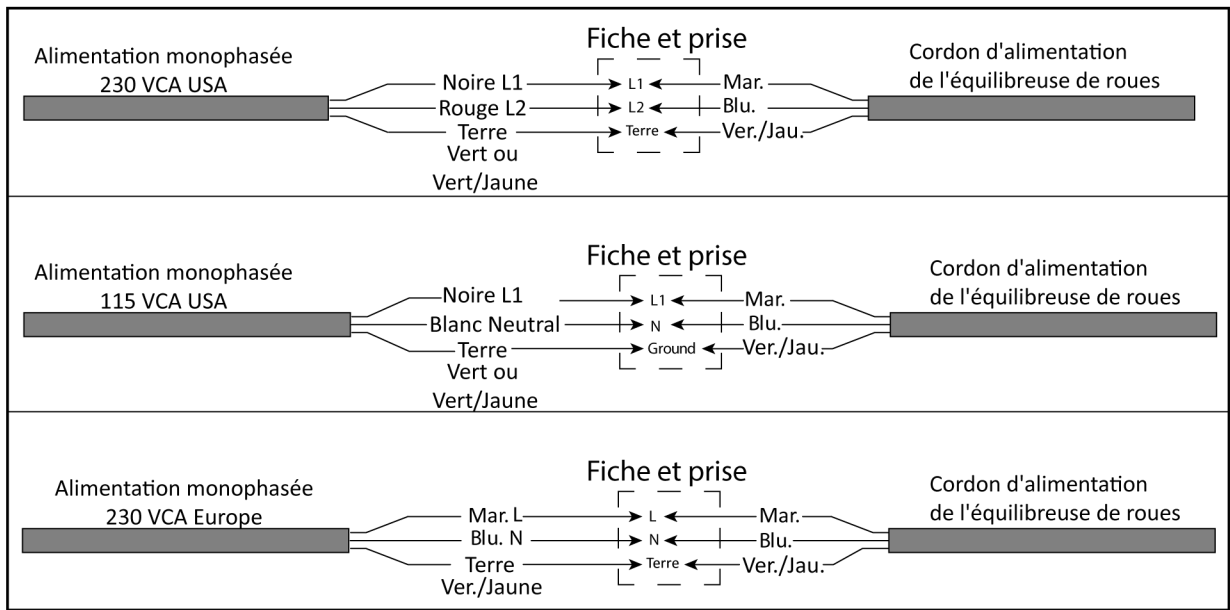 Fiche et prise
Alimentation monophasée
230 VCA USA
Noire L1
Rouge L2
Terre
Vert ou
Vert/Jaune
L1
L2
Terre
Mar.
Blu.
Ver./Jau.
Cordon d'alimentation
de l'équilibreuse de roues
Fiche et prise
Alimentation monophasée
115 VCA USA
Noire L1
Blanc Neutral
Terre
Vert ou
Vert/Jaune
L1
N
Ground
Mar.
Blu.
Ver./Jau.
Cordon d'alimentation
de l'équilibreuse de roues
Fiche et prise
Alimentation monophasée
230 VCA Europe
Mar. L
Blu. N
Terre
Ver./Jaune
L
N
Terre
Mar.
Blu.
Ver./Jau.
Cordon d'alimentation
de l'équilibreuse de roues